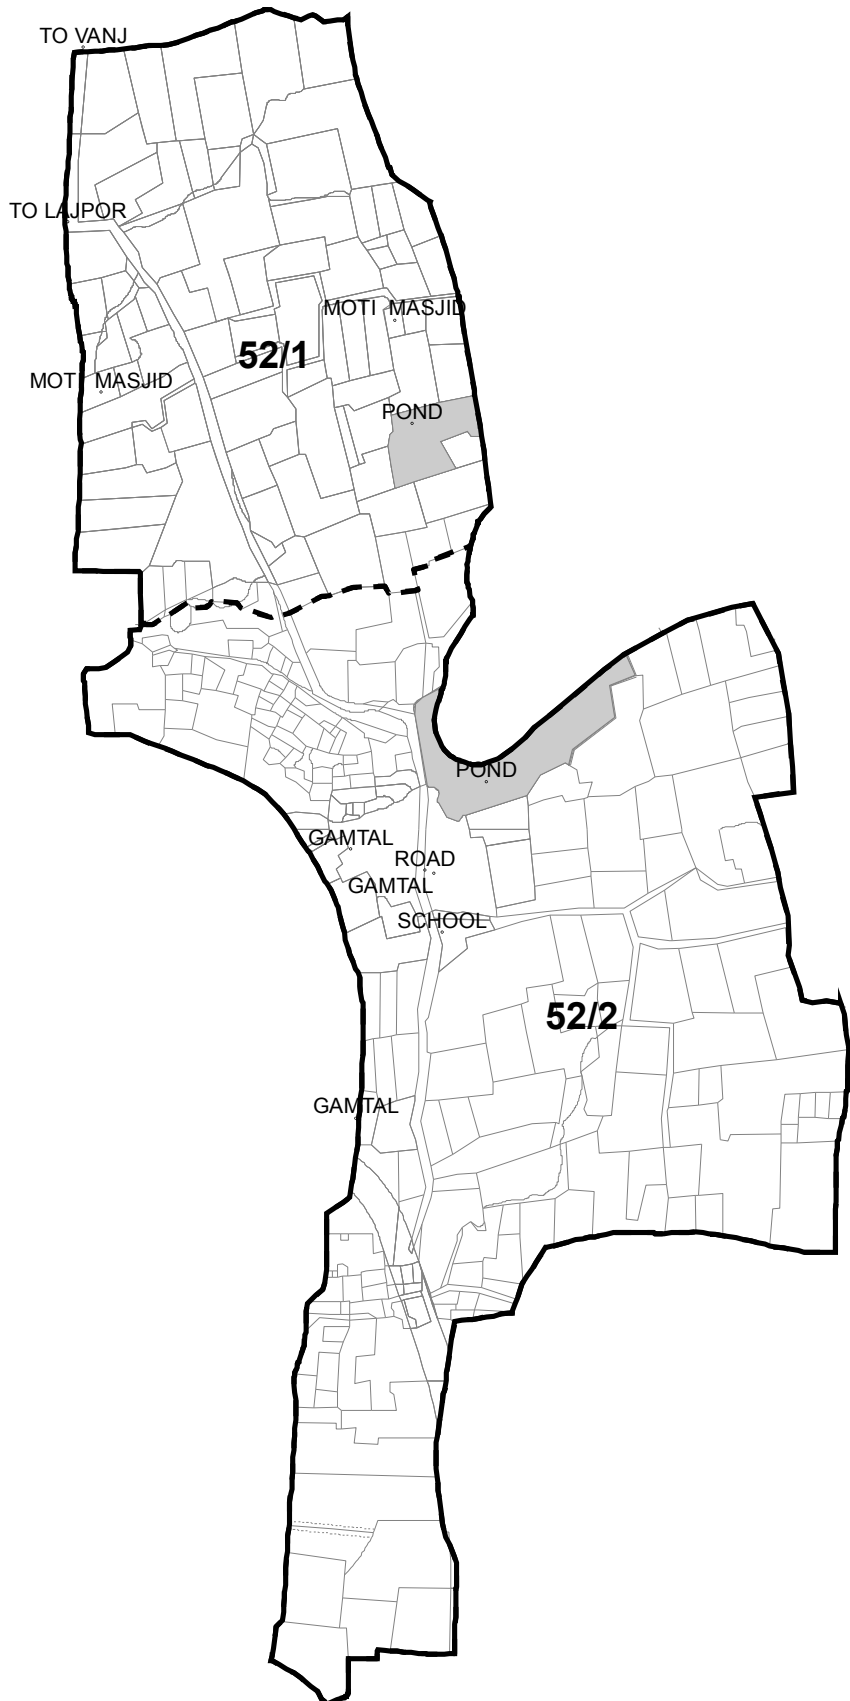 TO VANJ
TO LAJPOR
MOTI MASJID
52/1
MOTI MASJID
POND
POND
GAMTAL
ROAD
GAMTAL
SCHOOL
52/2
GAMTAL